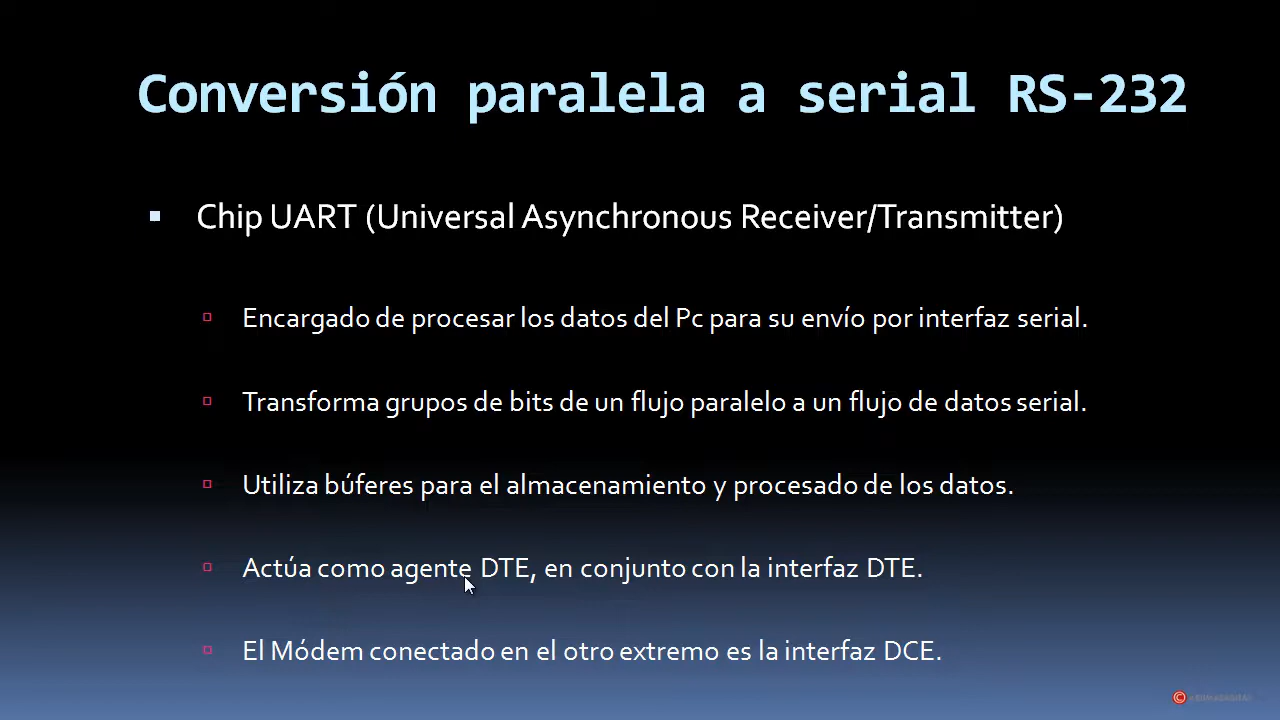 Conversión paralela a serial RS-232
Chip UART (Universal Asynchronous Receiver/Transmitter)
Encargado de procesar los datos del Pc para su envío por interfaz serial.
Transforma grupos de bits de un flujo paralelo a un flujo de datos serial.
Utiliza búferes para el almacenamiento y procesado de los datos.
Actúa como agente DTE, en conjunto con la interfaz DTE.
El Módem conectado en el otro extremo es la interfaz DCE.